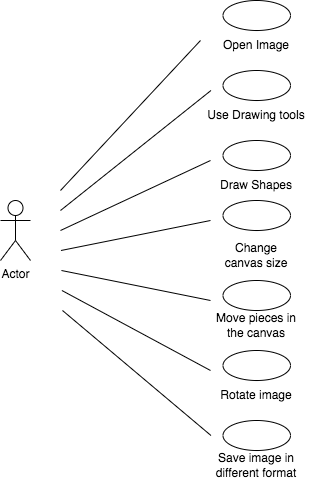 Open Image
Use Drawing tools
Draw Shapes
Actor
Change
canvas size
Move pieces in
the canvas
Rotate image
Save image in
different format